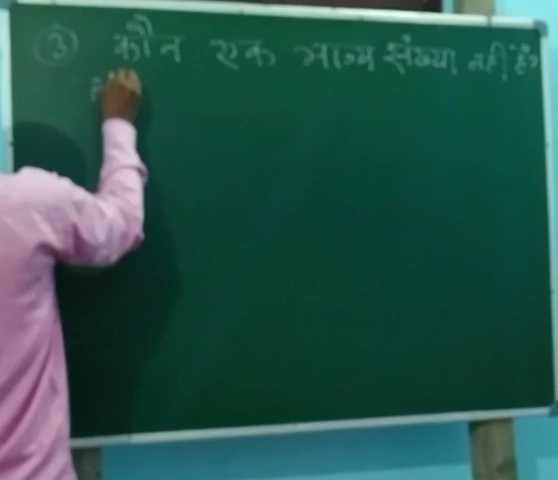 ③ कौन एक भाज्य संख्या नहीं है?